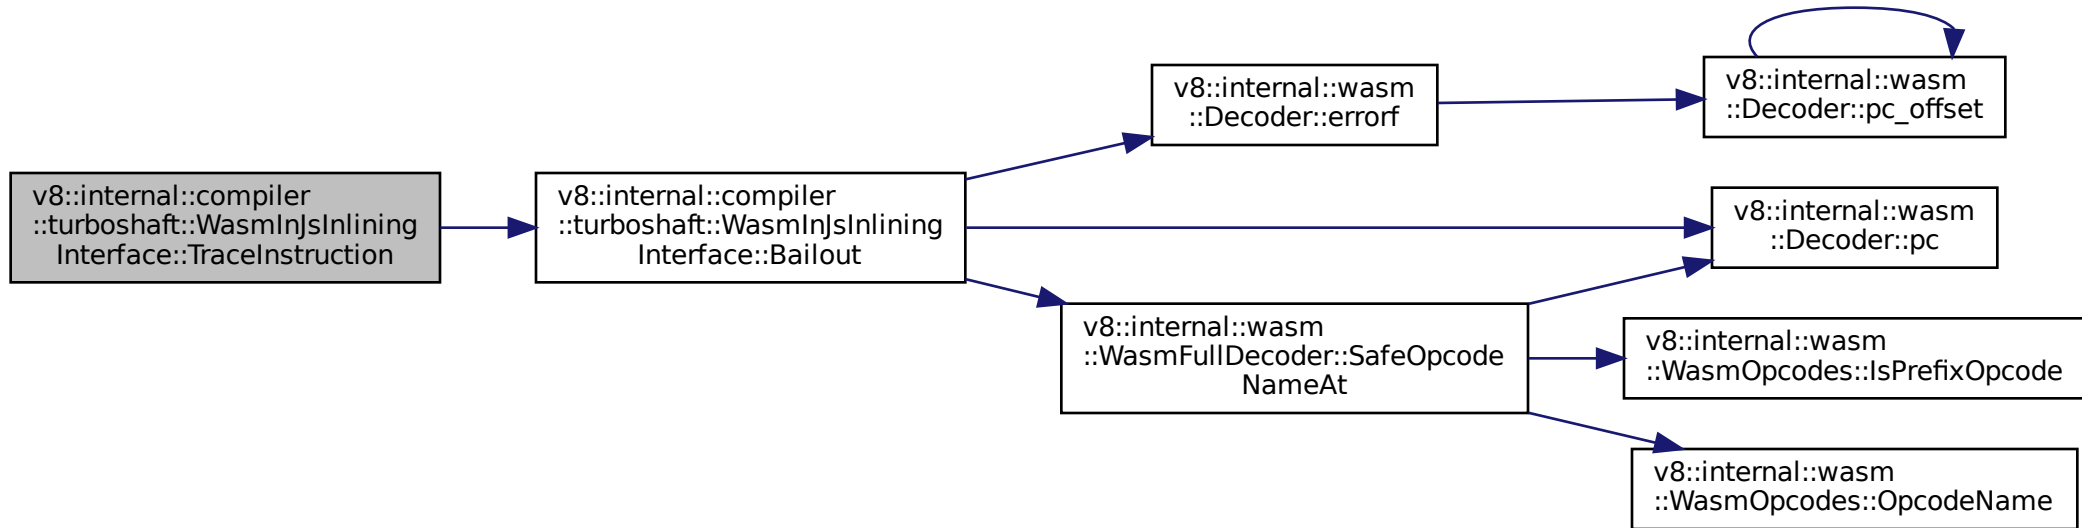 v8::internal::compiler
::turboshaft::WasmInJsInlining
Interface::TraceInstruction
v8::internal::compiler
::turboshaft::WasmInJsInlining
Interface::Bailout
v8::internal::wasm
::Decoder::errorf
v8::internal::wasm
::Decoder::pc_offset
v8::internal::wasm
::Decoder::pc
v8::internal::wasm
::WasmFullDecoder::SafeOpcode
NameAt
v8::internal::wasm
::WasmOpcodes::IsPrefixOpcode
v8::internal::wasm
::WasmOpcodes::OpcodeName